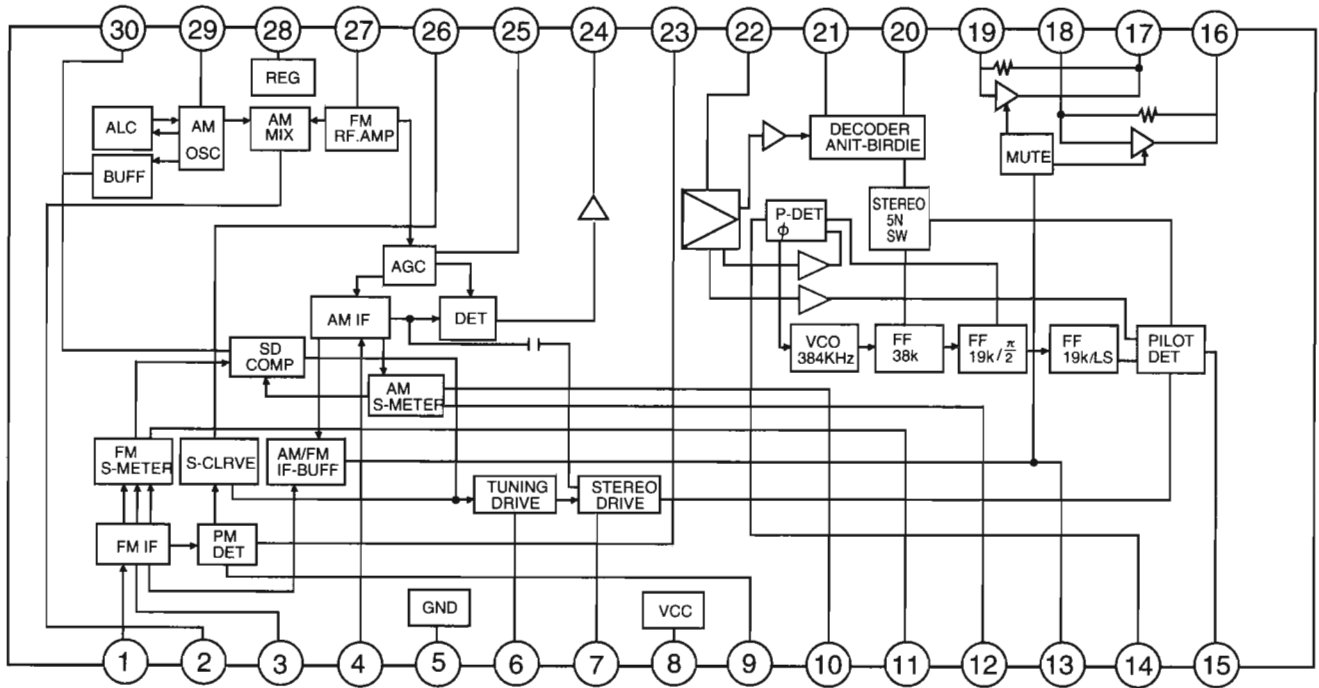 30 29 28 27 26 25 24 23 22 21 20 19 18 17 16
REG
ALC
AM
OSC
AM
MIX
FM
RF.AMP
DECODER
ANIT-BIRDIE
MUTE
BUFF
P-DET
ϕ
STEREO
5N
SW
AGC
AM IF
DET
SD
COMP
VCO
384KHz
FF
38k
FF
19k/π/2
FF
19k/LS
PILOT
DET
AM
S-METER
FM
S-METER
S-CLRVE
AM/FM
IF-BUFF
TUNING
DRIVE
STEREO
DRIVE
FM IF
PM
DET
GND
VCC
1 2 3 4 5 6 7 8 9 10 11 12 13 14 15